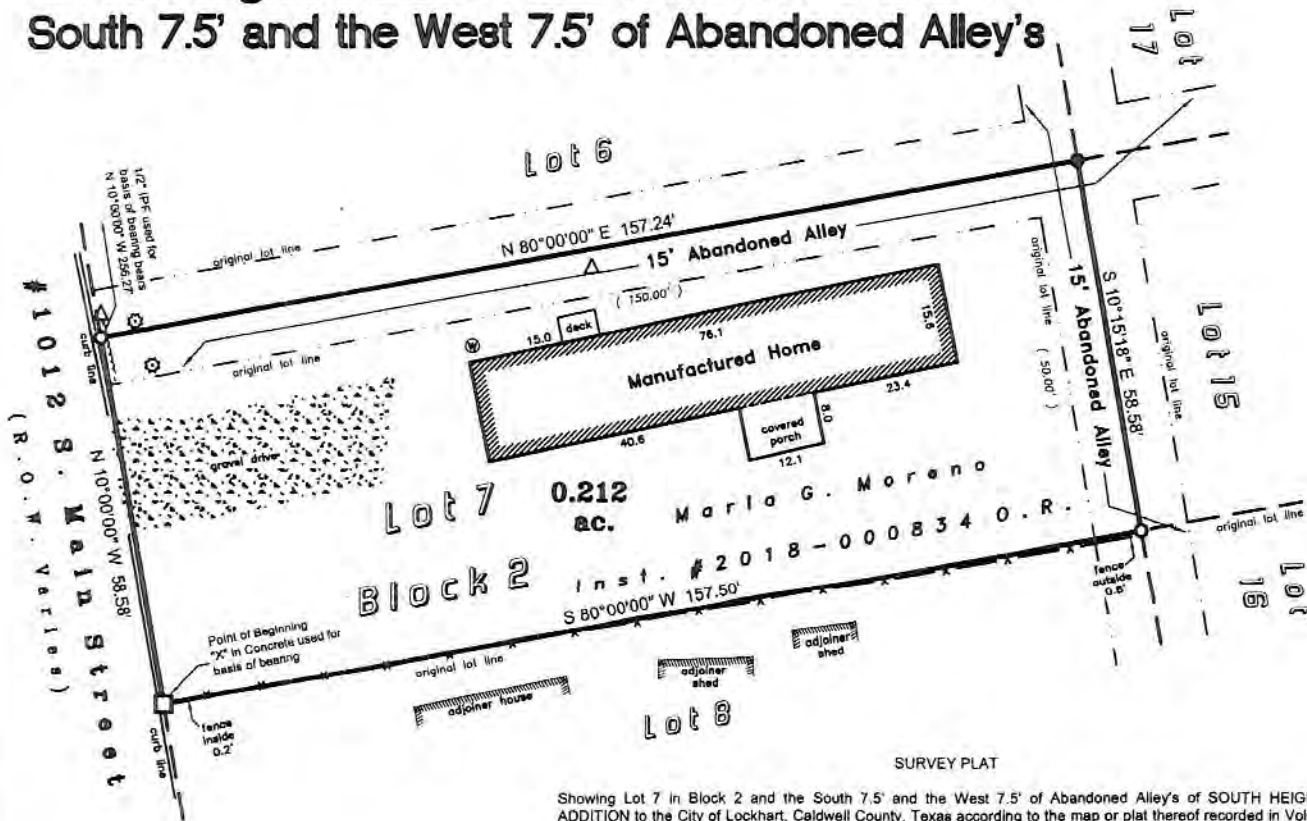 South 7.5' and the West 7.5' of Abandoned Alley's
Lot
17
Lot 6
1/2" IPF used for
basis of bearing bears
N 10°00'00" W 256.27'
original lot line
N 80°00'00" E 157.24'
15' Abandoned Alley
( 150.00' )
original lot line
curb line
#1012 S. Main Street
(R.O.W. varies)
N 10°00'00" W 58.58'
gravel drive
W
15.0
deck
76.1
15.6
Manufactured Home
40.6
covered
porch
8.0
12.1
23.4
original lot line
( 50.00' )
15' Abandoned Alley
S 10°15'18" E 58.58'
original lot line
Lot 15
original lot line
Lot
16
Lot 7
0.212
ac.
Maria G. Moreno
Block 2
Inst. #2018-000834 O.R.
S 80°00'00" W 157.50'
fence
outside
Point of Beginning
"X" in Concrete used for
basis of bearing
original lot line
fence
inside
0.2'
curb line
adjoiner house
adjoiner
shed
adjoiner
shed
Lot 8
SURVEY PLAT
Showing Lot 7 in Block 2 and the South 7.5' and the West 7.5' of Abandoned Alley's of SOUTH
ADDITION to the City of Lockhart, Caldwell County, Texas according to the map or plat thereof recorded in